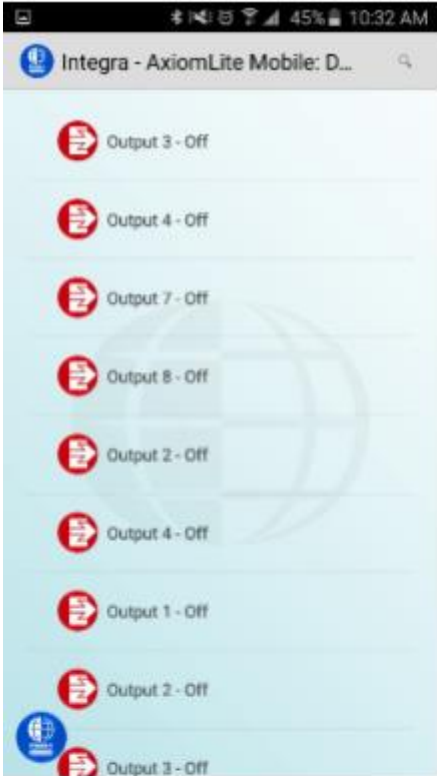 45% 10:32 AM
Integra - AxiomLite Mobile: D...
Output 3 - Off
Output 4 - Off
Output 7 - Off
Output 8 - Off
Output 2 - Off
Output 4 - Off
Output 1 - Off
Output 2 - Off
Output 3 - Off